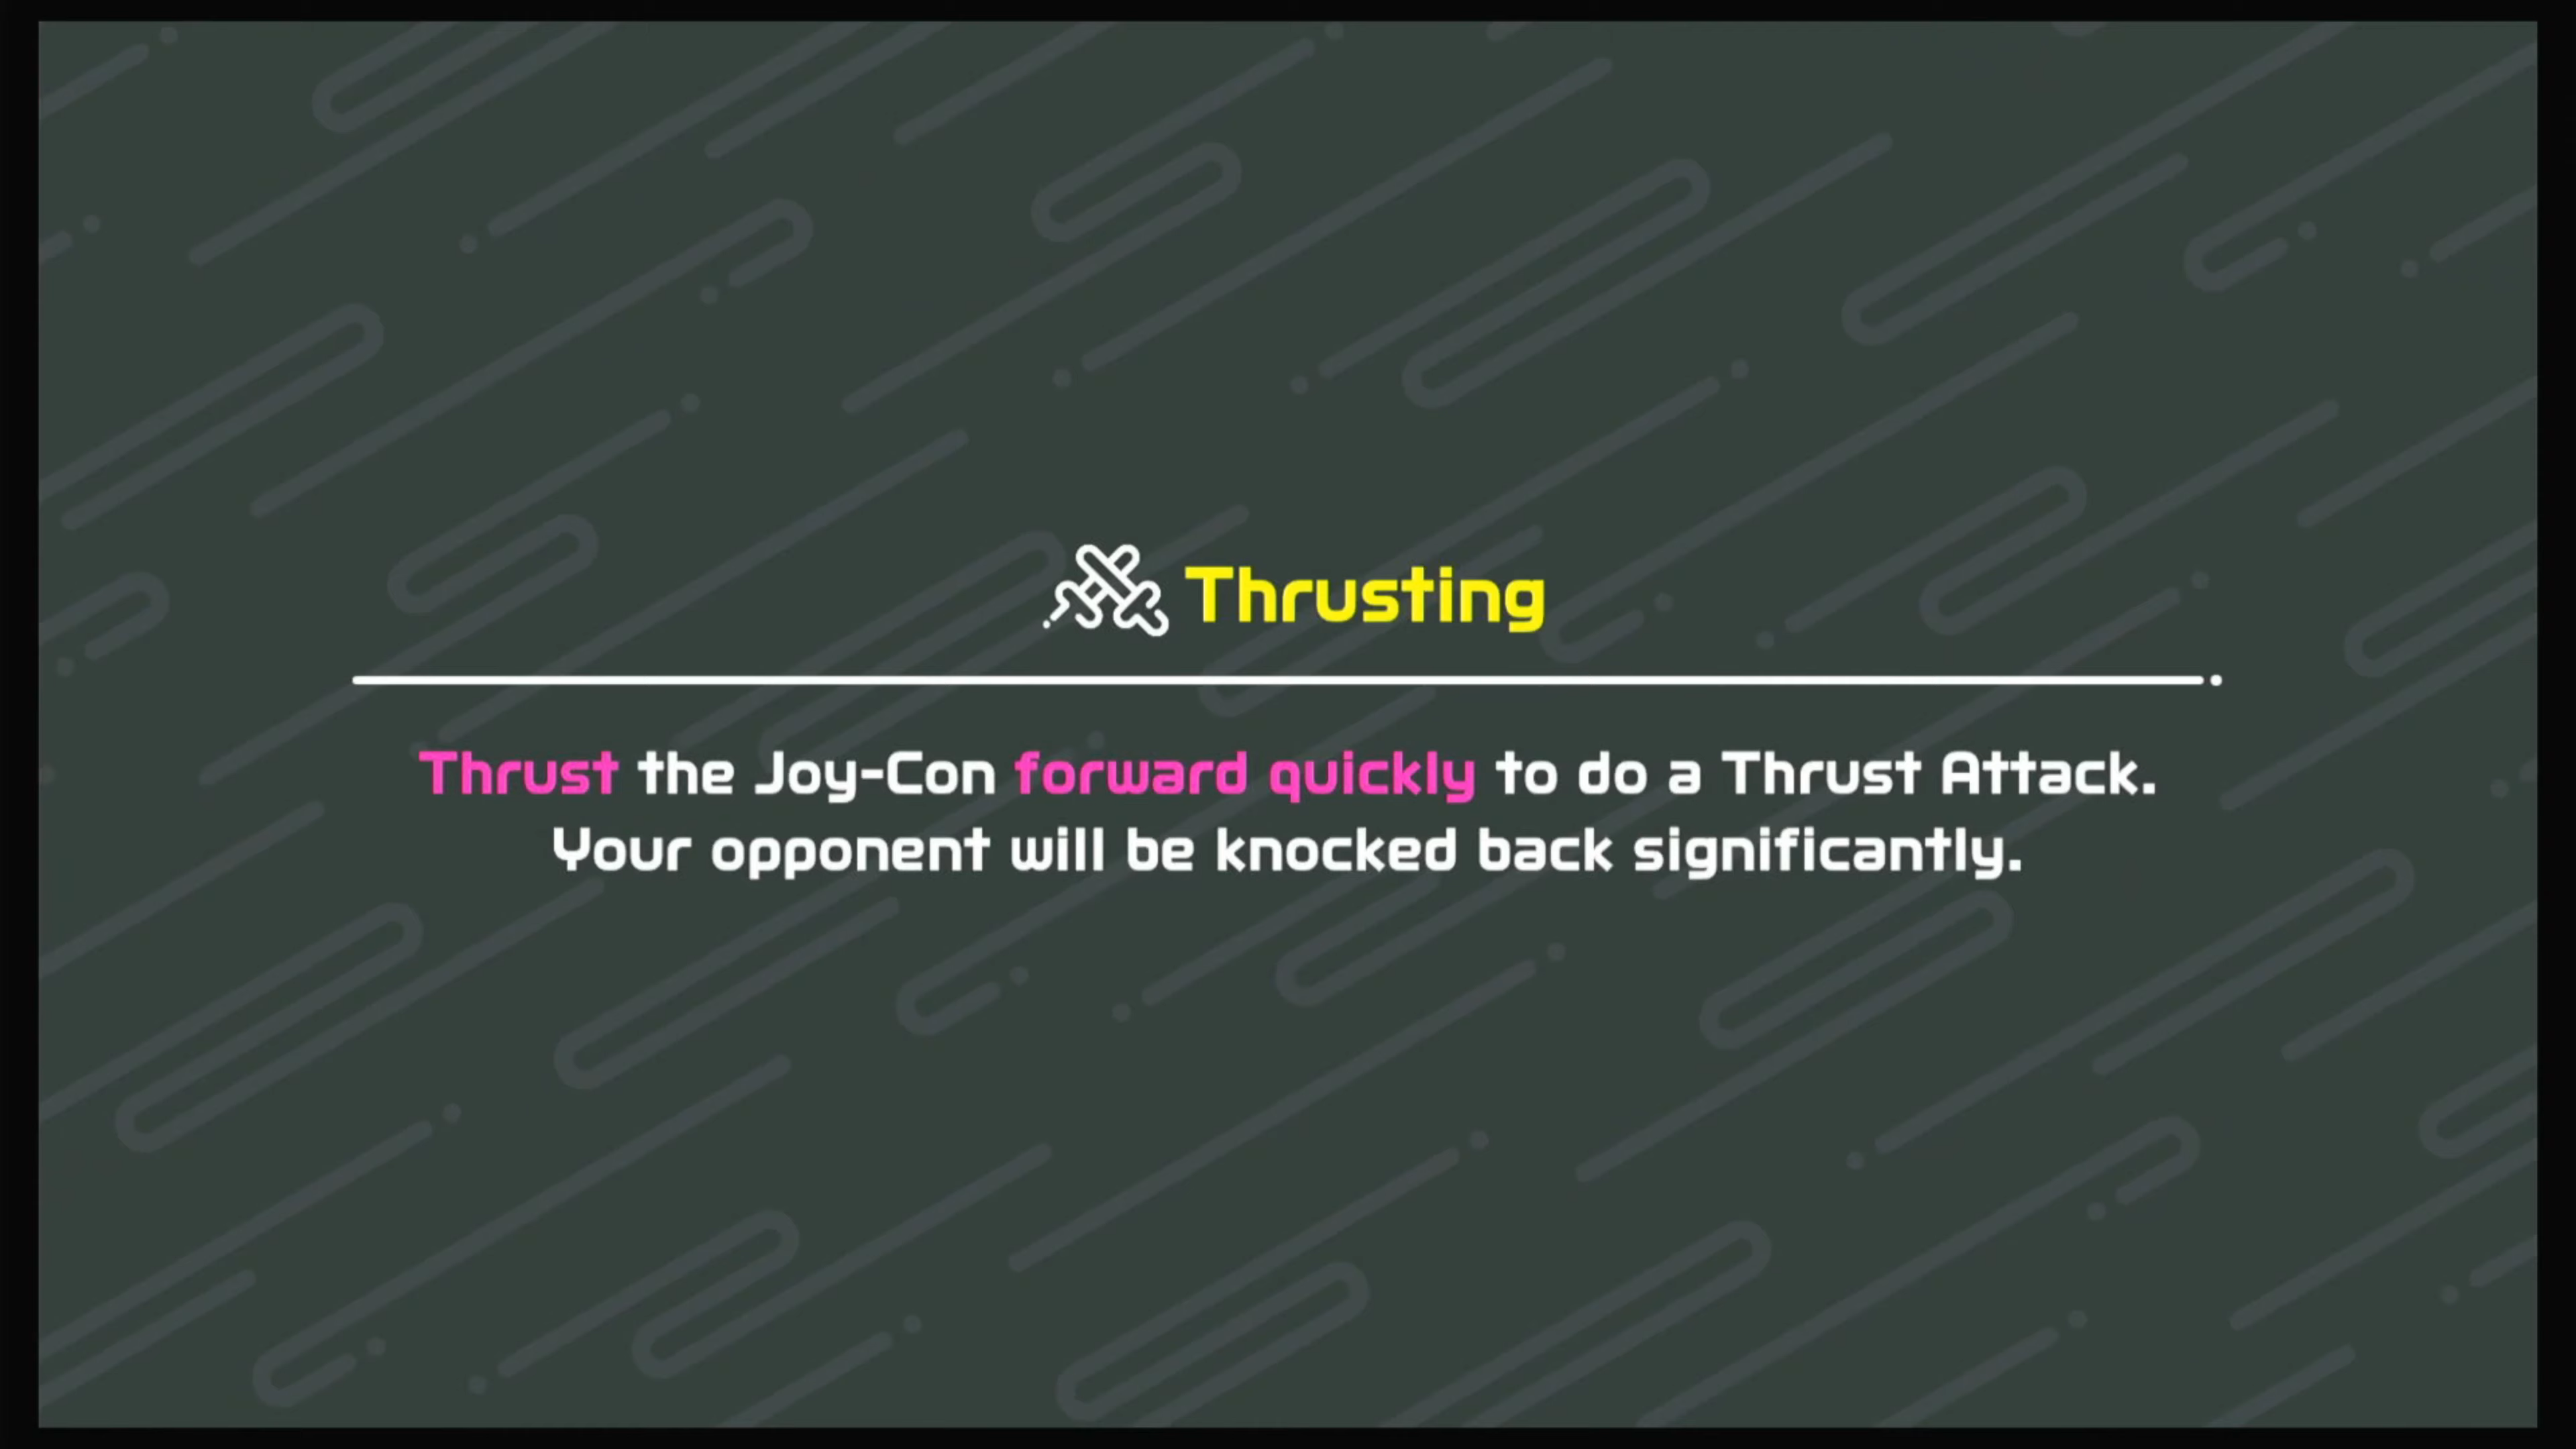 Thrusting
Thrust the Joy-Con forward quickly to do a Thrust Attack.
Your opponent will be knocked back significantly.